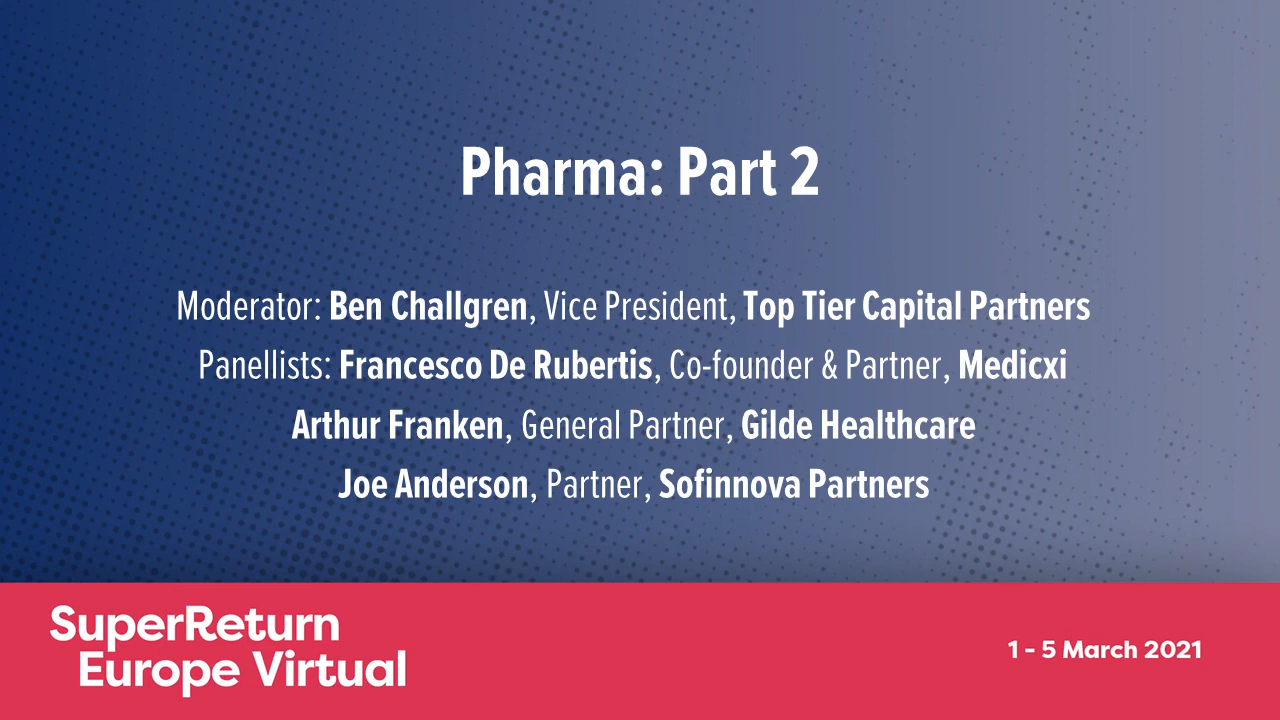 Pharma: Part 2
Moderator: Ben Challgren, Vice President, Top Tier Capital Partners
Panellists: Francesco De Rubertis, Co-founder & Partner, Medicxi
Arthur Franken, General Partner, Gilde Healthcare
Joe Anderson, Partner, Sofinnova Partners
SuperReturn
Europe Virtual
1 - 5 March 2021